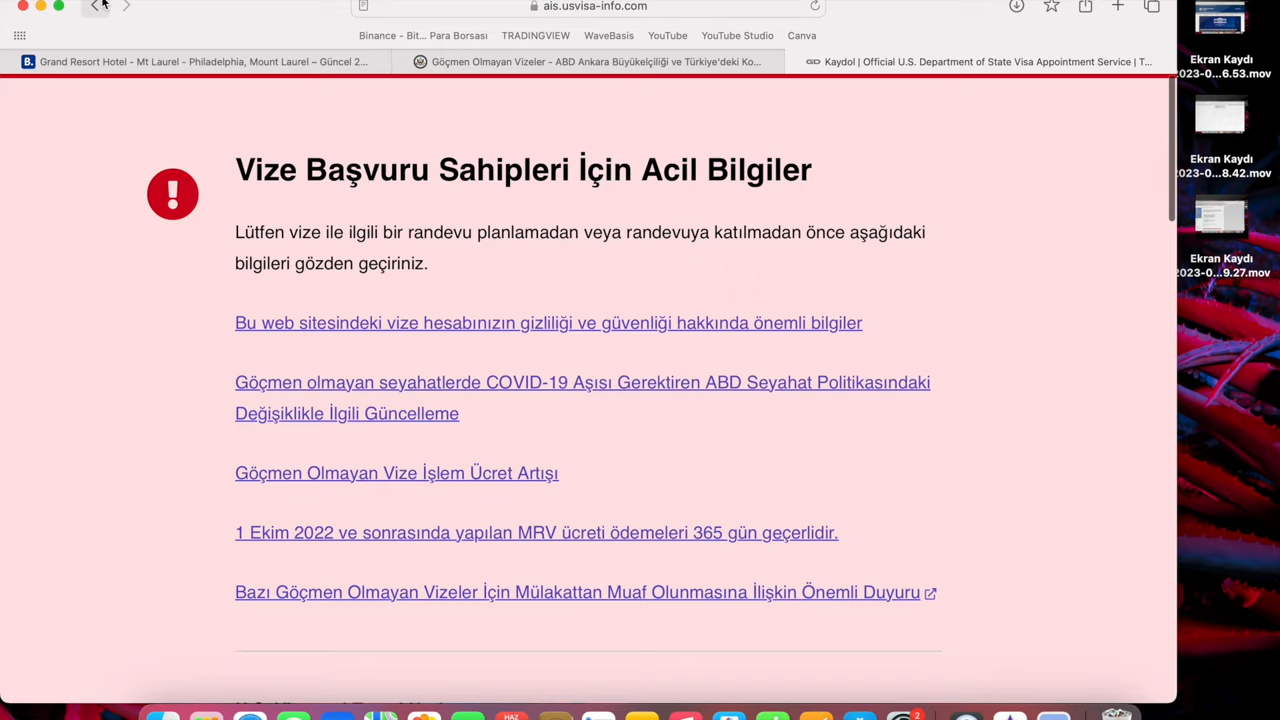 ais.usvisa-info.com
Binance - Bit... Para Borsası TRADINGVIEW WaveBasis YouTube YouTube Studio Canva
B. Grand Resort Hotel - Mt Laurel - Philadelphia, Mount Laurel – Güncel 2...
Göçmen Olmayan Vizeler - ABD Ankara Büyükelçiliği ve Türkiye'deki Ko...
Kaydol | Official U.S. Department of State Visa Appointment Service | T...
Vize Başvuru Sahipleri İçin Acil Bilgiler
Lütfen vize ile ilgili bir randevu planlamadan veya randevuya katılmadan önce aşağıdaki
bilgileri gözden geçiriniz.
Bu web sitesindeki vize hesabınızın gizliliği ve güvenliği hakkında önemli bilgiler
Göçmen olmayan seyahatlerde COVID-19 Aşısı Gerektiren ABD Seyahat Politikasındaki
Değişiklikle İlgili Güncelleme
Göçmen Olmayan Vize İşlem Ücret Artışı
1 Ekim 2022 ve sonrasında yapılan MRV ücreti ödemeleri 365 gün geçerlidir.
Bazı Göçmen Olmayan Vizeler İçin Mülakattan Muaf Olunmasına İlişkin Önemli Duyuru
Ekran Kaydı
2023-0...6.53.mov
Ekran Kaydı
2023-0...8.42.mov
Ekran Kaydı
2023-0...9.27.mov
HAZ
2